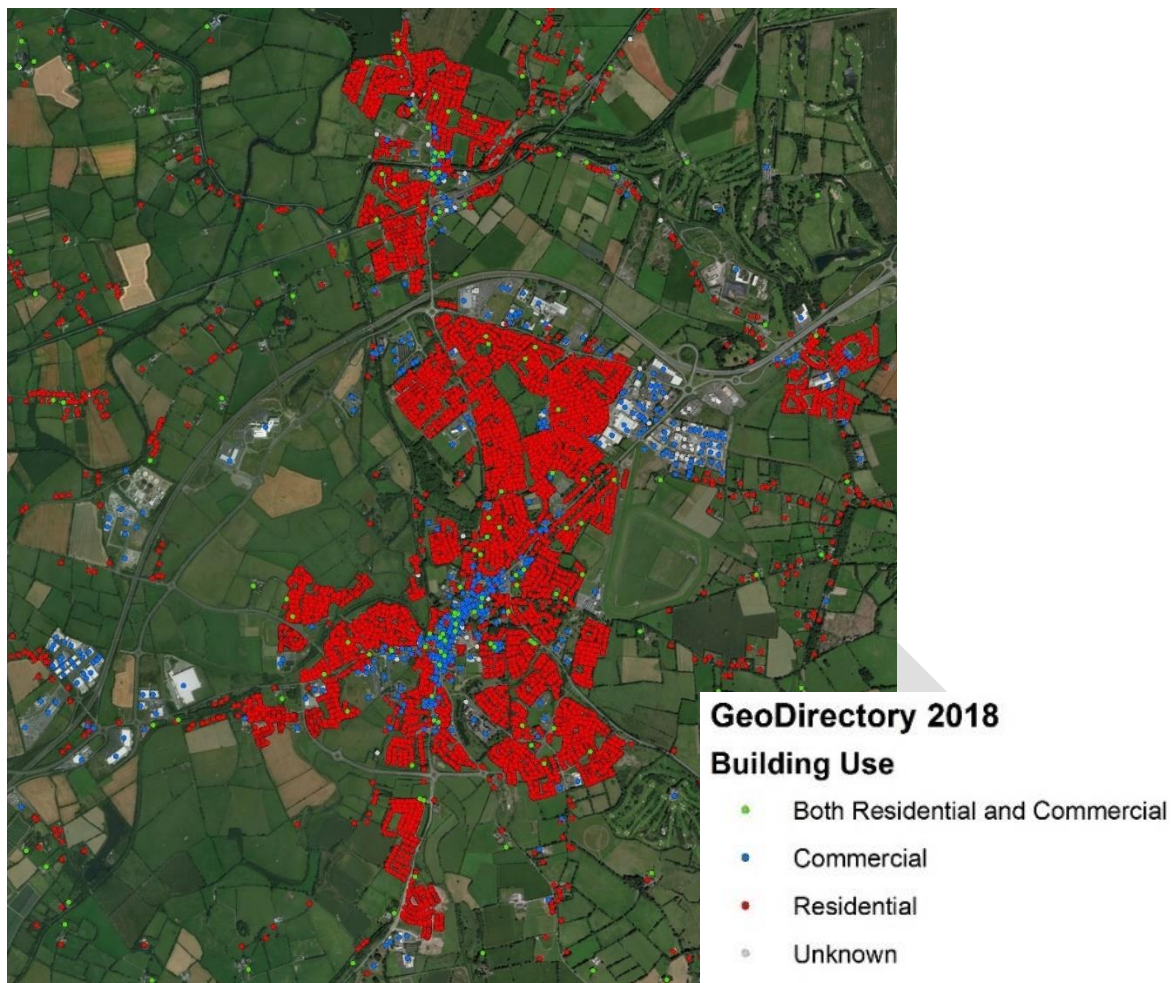 GeoDirectory 2018
Building Use
Both Residential and Commercial
Commercial
Residential
Unknown